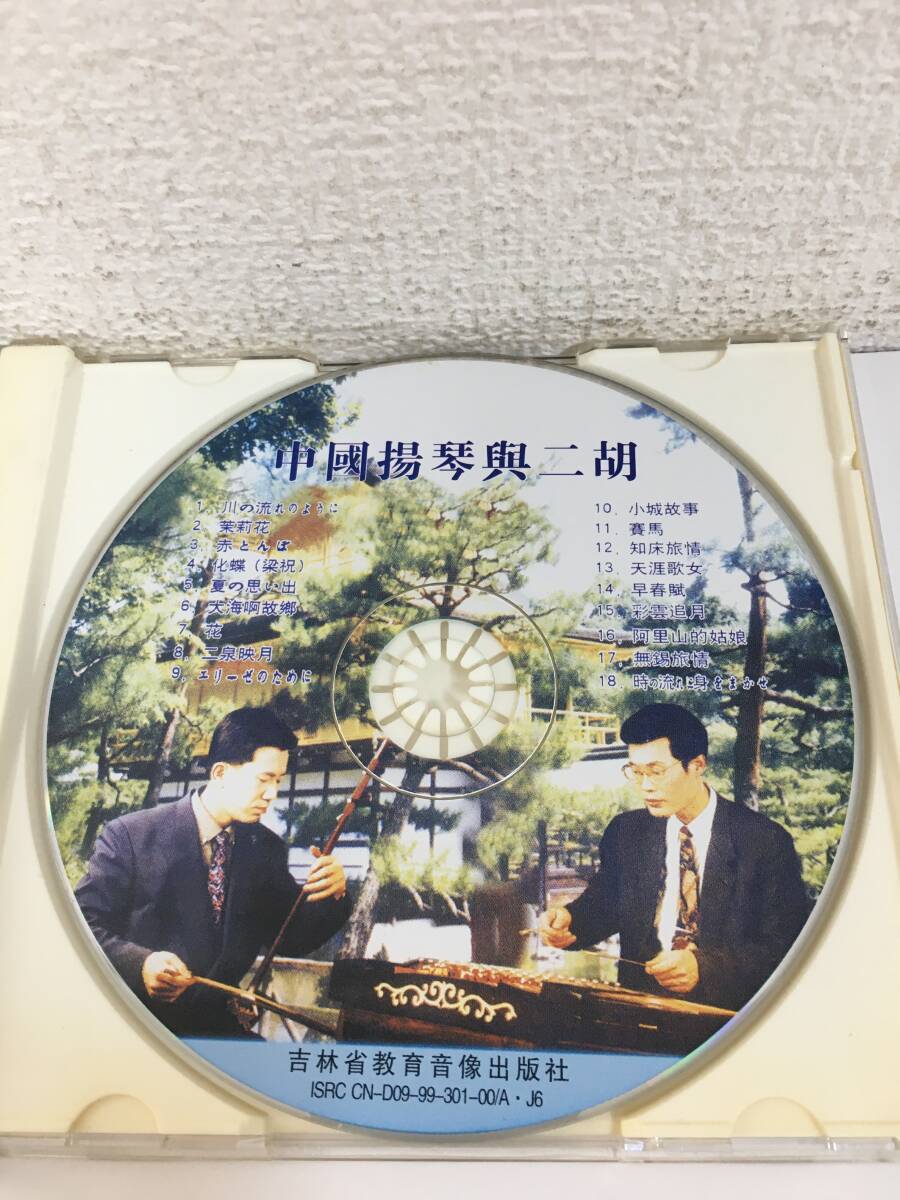 中國揚琴與二胡
1. 川の流れのように
2. 茉莉花
3. 赤とんぼ
4. 化蝶（梁祝）
5. 夏の思い出
6. 大海啊故鄉
7. 花
8. 二泉映月
9. エリーゼのために
10. 小城故事
11. 賽馬
12. 知床旅情
13. 天涯歌女
14. 早春賦
15. 彩雲追月
16. 阿里山的姑娘
17. 無錫旅情
18. 時の流れに身をまかせ
吉林省教育音像出版社
ISRC CN-D09-99-301-00/A・J6